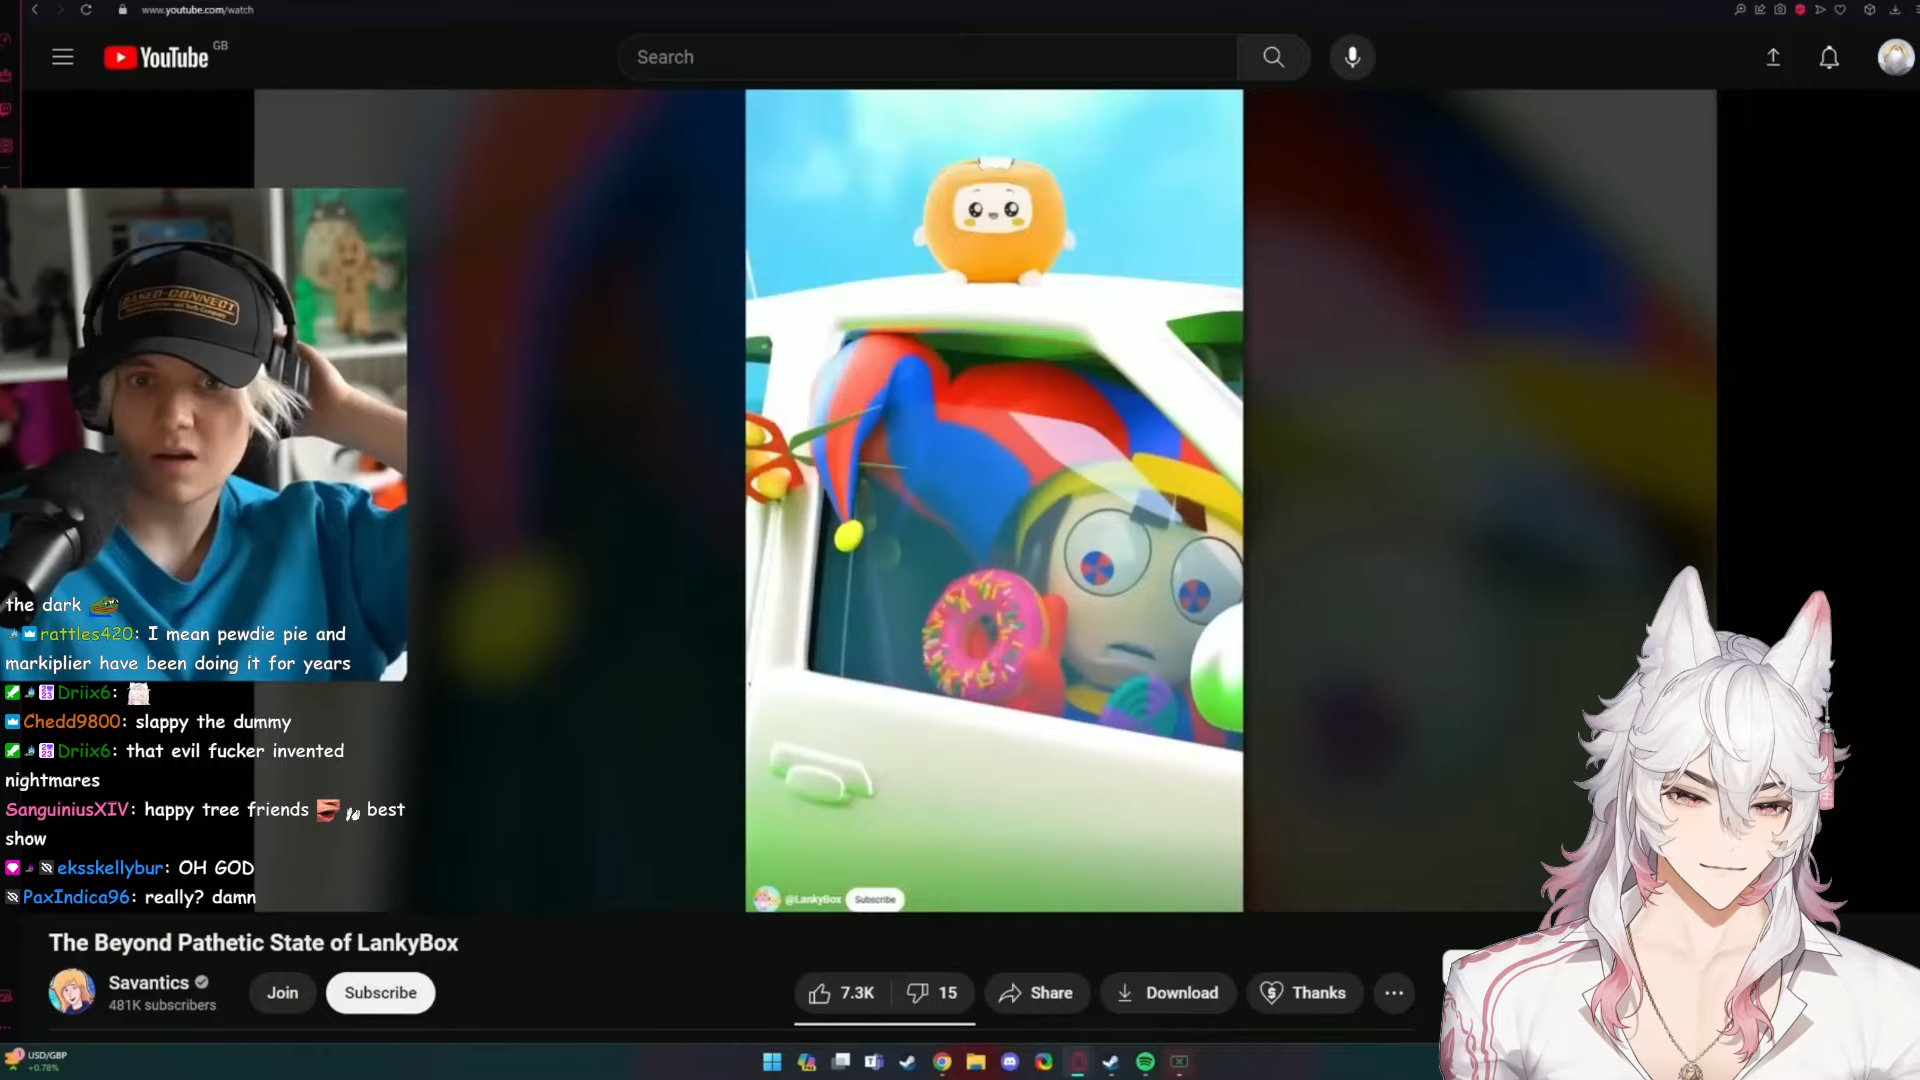 www.youtube.com/watch
YouTube GB
Search
BASED-CONNECT
the dark
rattles420: I mean pewdie pie and
markiplier have been doing it for years
Driix6:
Chedd9800: slappy the dummy
Driix6: that evil fucker invented
nightmares
SanguiniusXIV: happy tree friends best
show
eksskellybur: OH GOD
PaxIndica96: really? damn
@LankyBox Subscribe
The Beyond Pathetic State of LankyBox
Savantics
481K subscribers
Join
Subscribe
7.3K
15
Share
Download
Thanks
USD/GBP
+0.78%